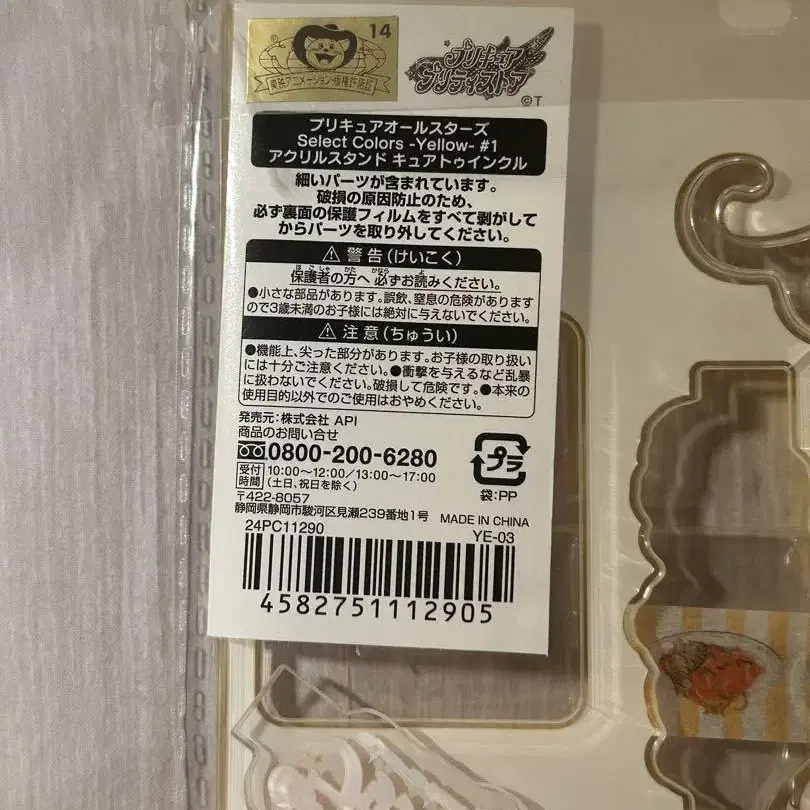 14
東映アニメーション・版権許諾証
プリキュア
プリティストア
©T
プリキュアオールスターズ
Select Colors -Yellow- #1
アクリルスタンド キュアトゥインクル
細いパーツが含まれています。
破損の原因防止のため、
必ず裏面の保護フィルムをすべて剥がして
からパーツを取り外してください。
⚠ 警告(けいこく)
保護者の方へ 必ずお読みください。
●小さな部品があります。誤飲、窒息の危険があります
ので3歳未満のお子様には絶対に与えないでください。
⚠ 注意(ちゅうい)
●機能上、尖った部分があります。お子様の取り扱い
には十分ご注意ください。●衝撃を与えるなど乱暴
に扱わないでください。破損して危険です。●本来の
使用目的以外でのご使用はおやめください。
発売元:株式会社 API
商品のお問い合せ
0800-200-6280
受付時間 10:00〜12:00/13:00〜17:00
(土日、祝日を除く)
〒422-8057
静岡県静岡市駿河区見瀬239番地1号 MADE IN CHINA
プラ
袋:PP
24PC11290 YE-03
4582751112905